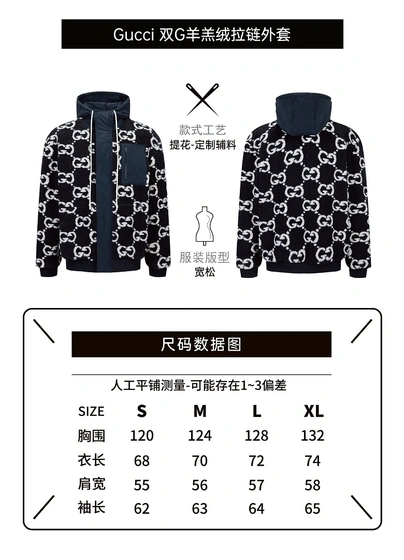 Gucci 双G羊羔绒拉链外套
款式工艺
提花-定制辅料
服装版型
宽松
尺码数据图
人工平铺测量-可能存在1~3偏差
SIZE S M L XL
胸围 120 124 128 132
衣长 68 70 72 74
肩宽 55 56 57 58
袖长 62 63 64 65